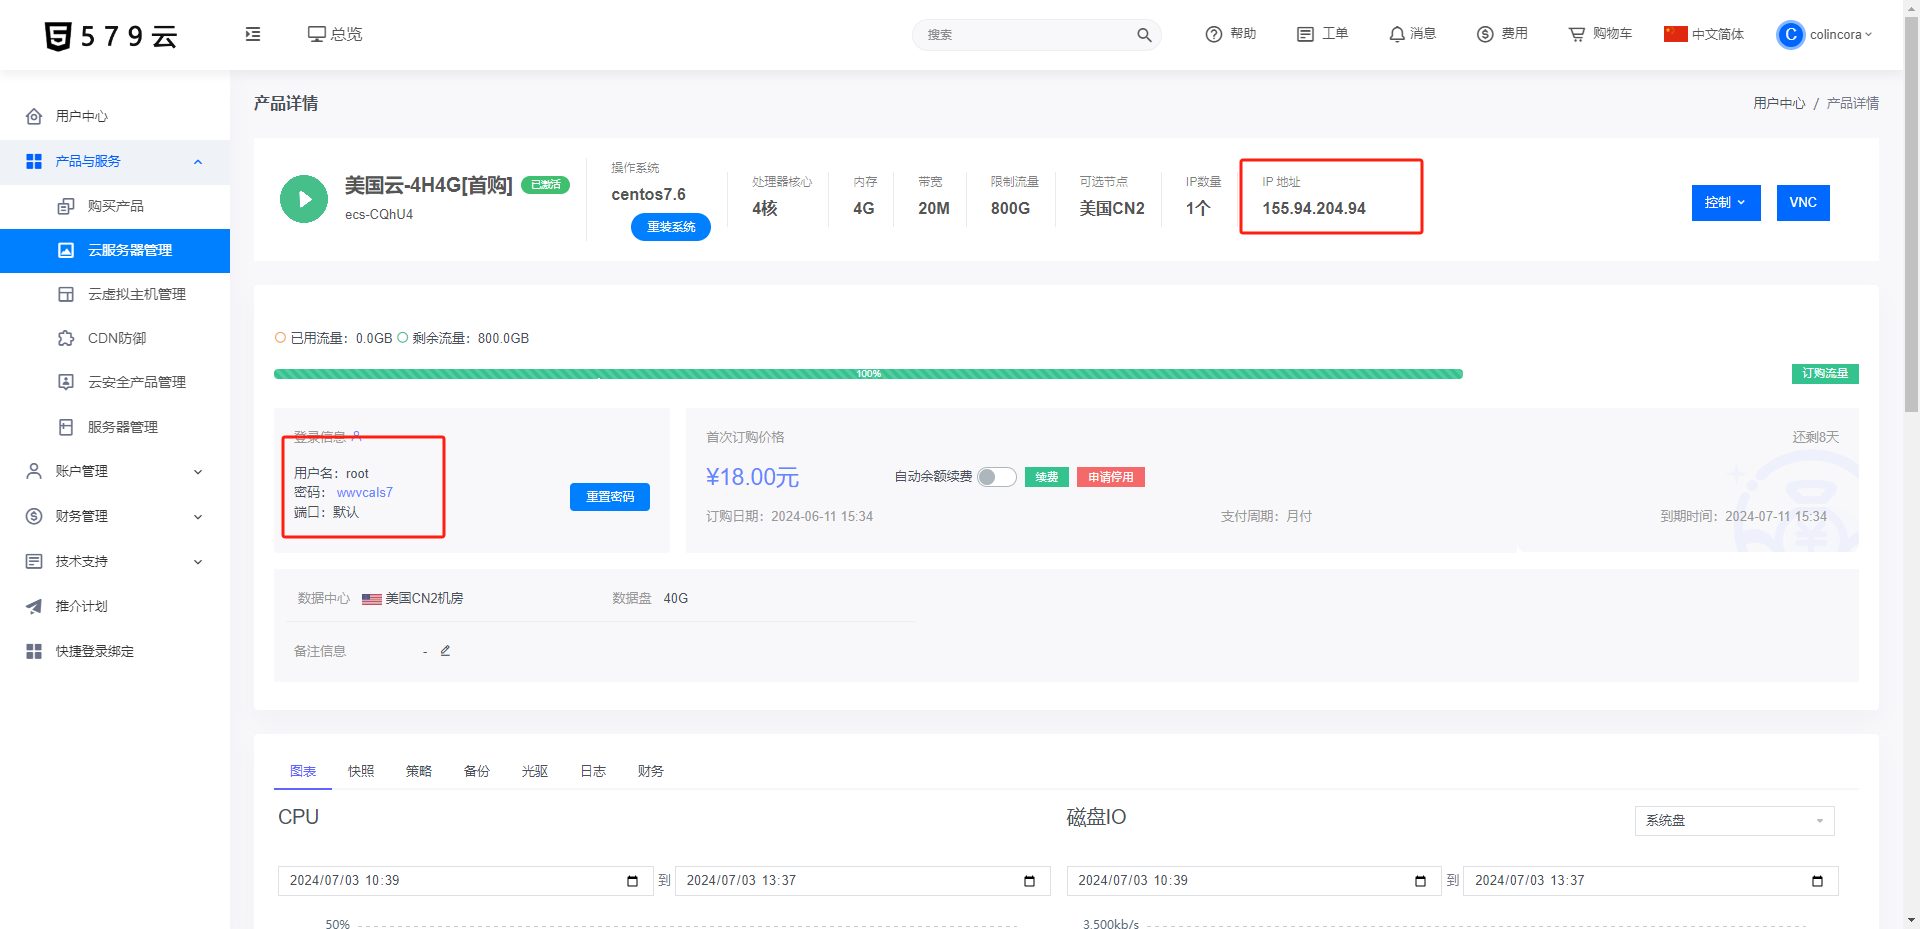 579云
总览
搜索
帮助
工单
消息
费用
购物车
中文简体
C
colincora
用户中心
产品与服务
购买产品
云服务器管理
云虚拟主机管理
CDN防御
云安全产品管理
服务器管理
账户管理
财务管理
技术支持
推介计划
快捷登录绑定
产品详情
用户中心 / 产品详情
美国云-4H4G[首购] 已激活
ecs-CQhU4
操作系统
centos7.6
重装系统
处理器核心
4核
内存
4G
带宽
20M
限制流量
800G
可选节点
美国CN2
IP数量
1个
IP 地址
155.94.204.94
控制
VNC
已用流量：0.0GB 剩余流量：800.0GB
100%
订购流量
登录信息
用户名：root
密码： wwvcals7
端口：默认
重置密码
首次订购价格
还剩8天
¥18.00元
自动余额续费
续费
申请停用
订购日期：2024-06-11 15:34
支付周期：月付
到期时间：2024-07-11 15:34
数据中心 美国CN2机房
数据盘 40G
备注信息 -
图表 快照 策略 备份 光驱 日志 财务
CPU
2024/07/03 10:39 到 2024/07/03 13:37
50%
磁盘IO
系统盘
2024/07/03 10:39 到 2024/07/03 13:37
3,500kb/s